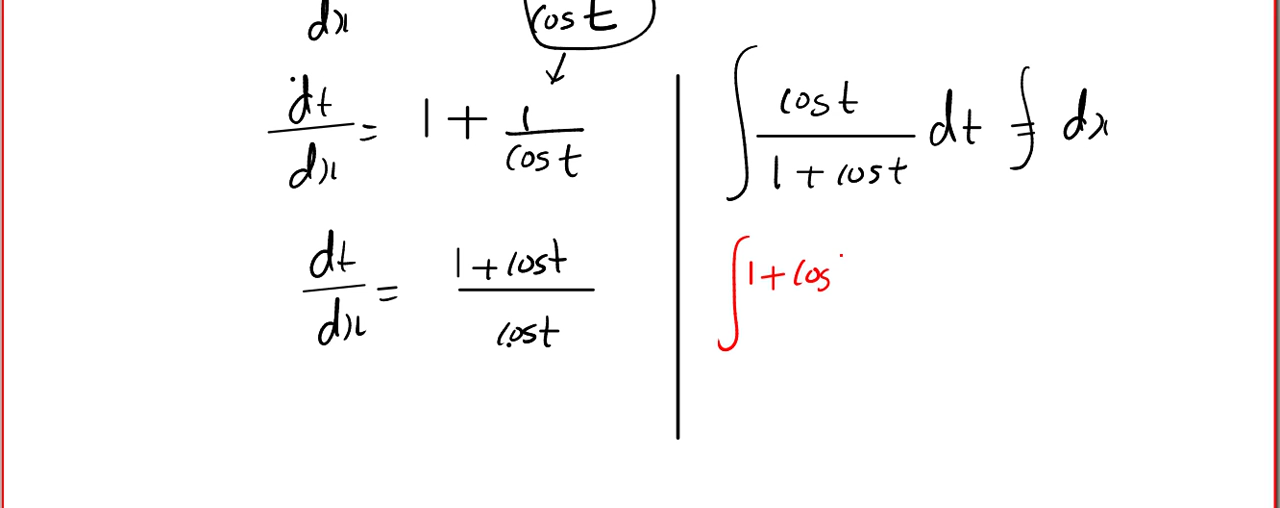 dx cos t
dt/dx = 1 + 1/cos t
dt/dx = (1 + cos t)/cos t
∫ cos t/(1 + cos t) dt = ∫ dx
∫ 1 + cos